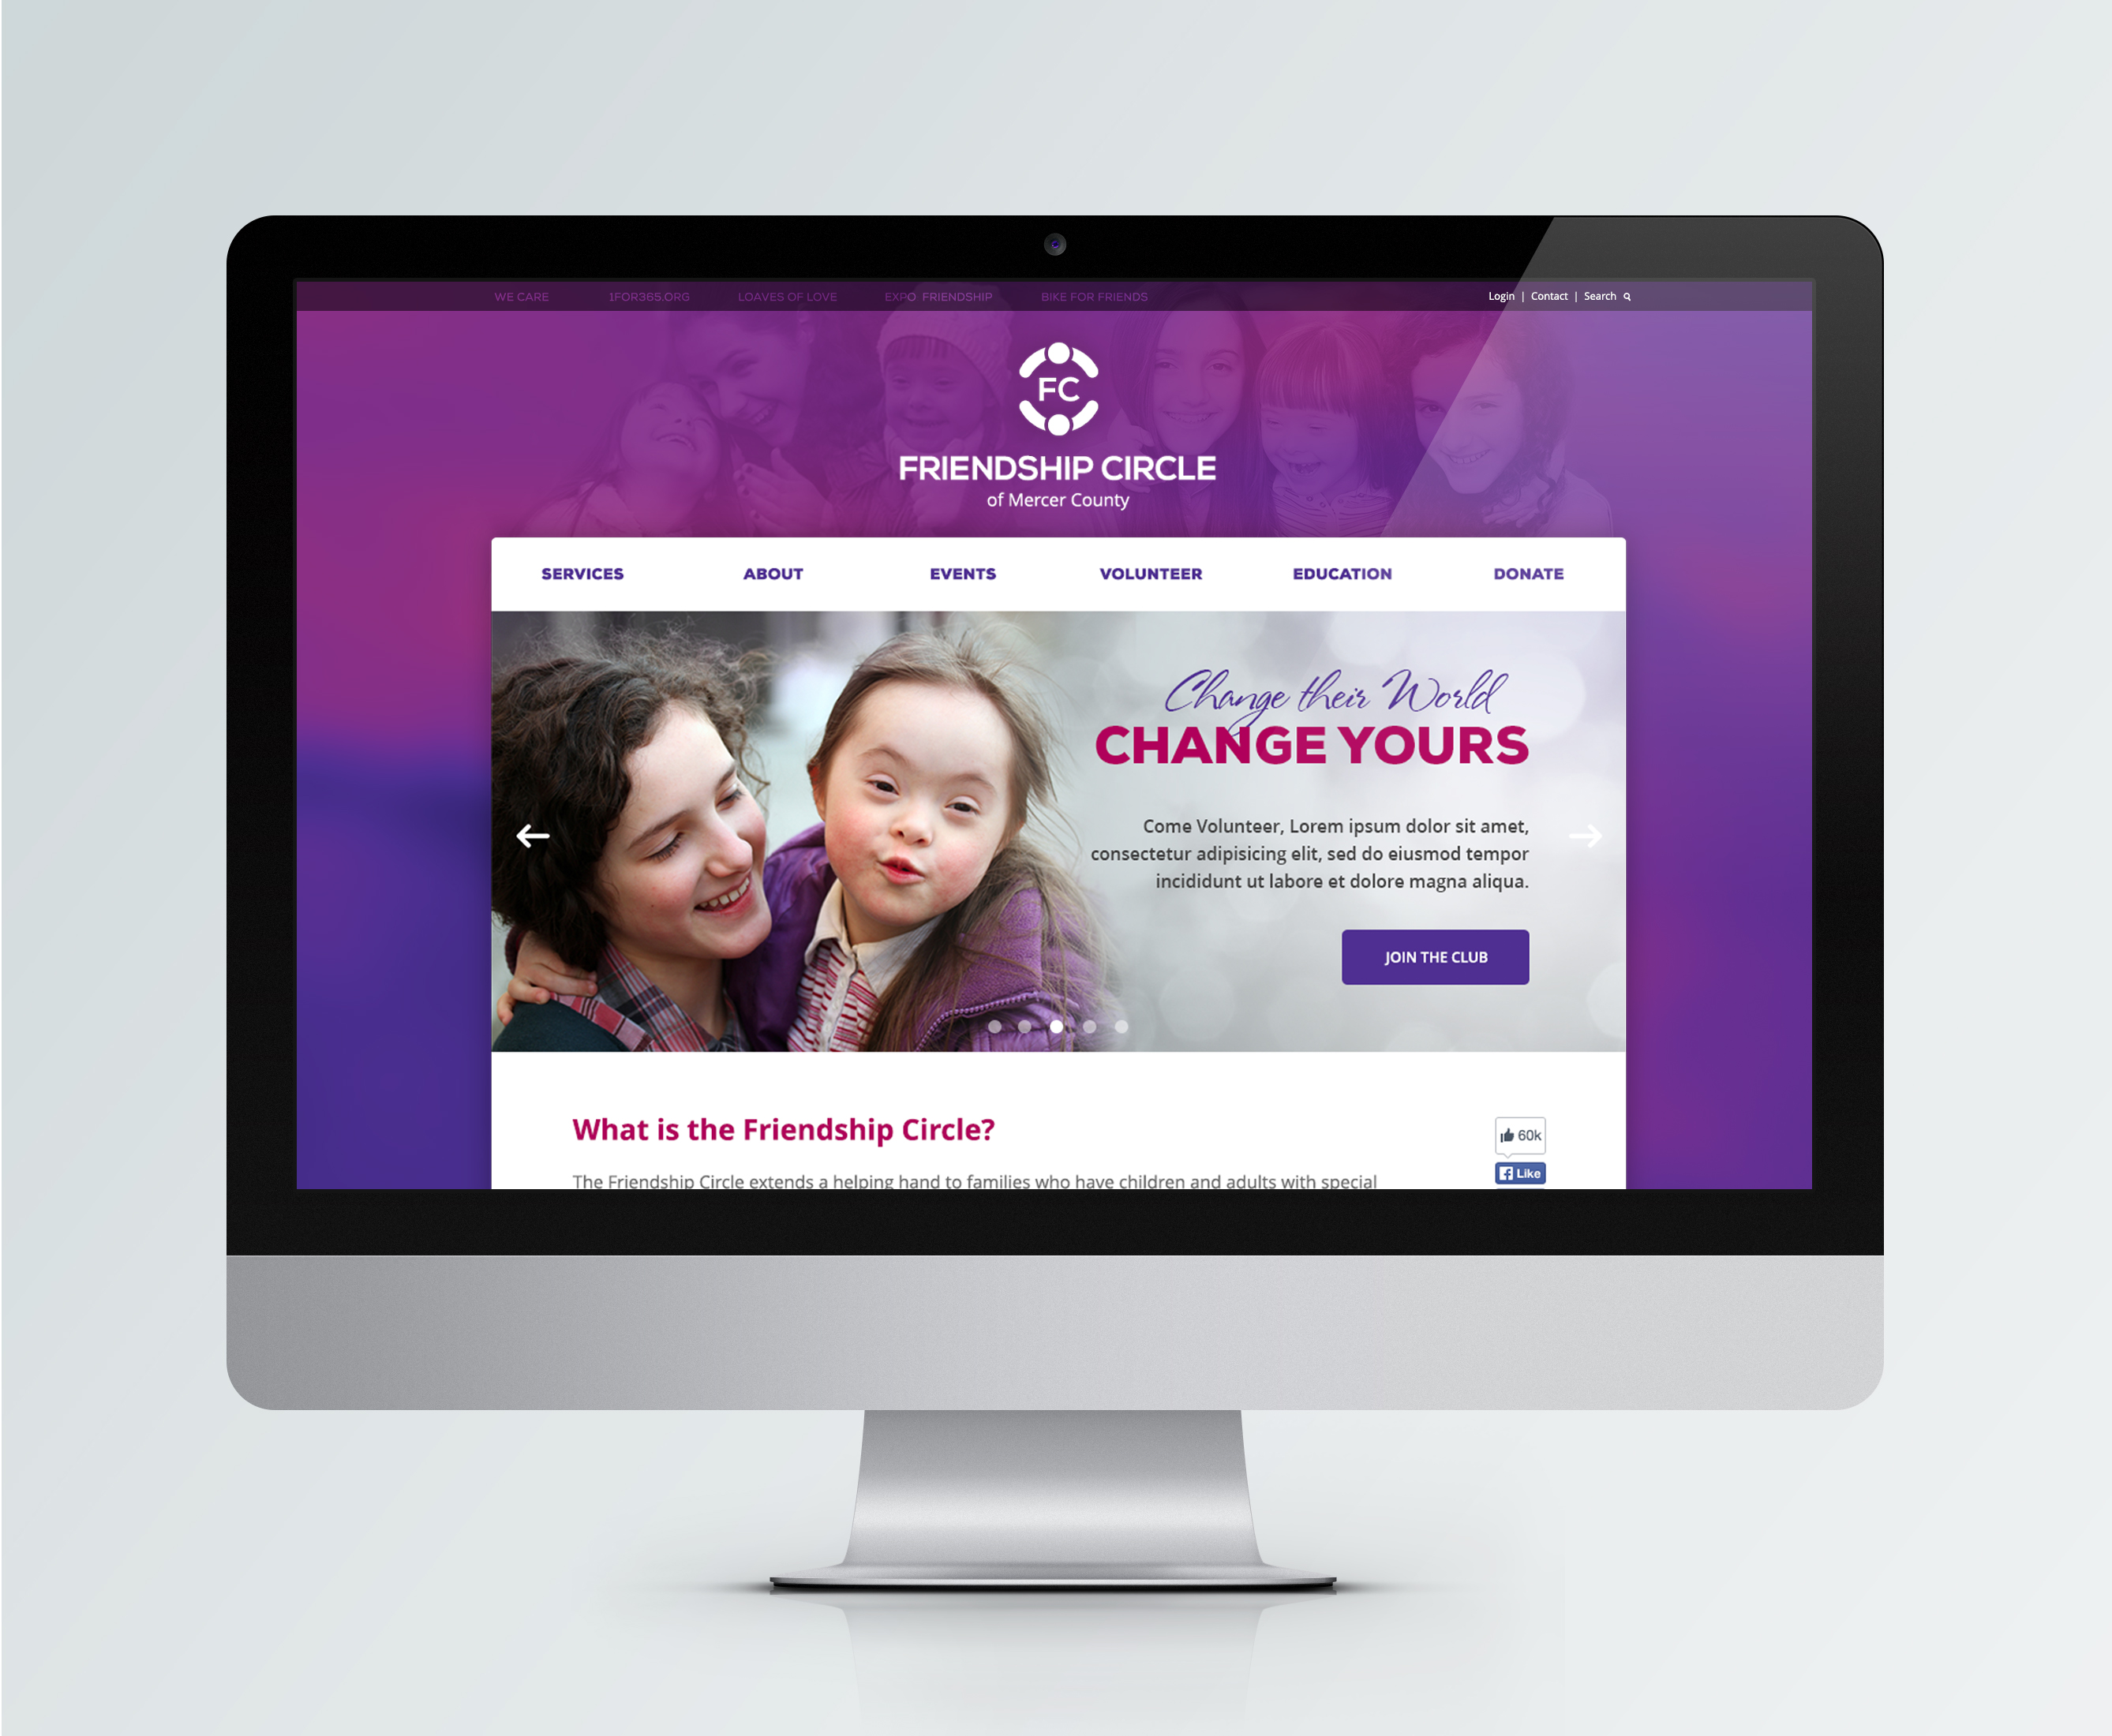 WE CARE 1FOR365.ORG LOAVES OF LOVE EXPO FRIENDSHIP BIKE FOR FRIENDS Login | Contact | Search
FC
FRIENDSHIP CIRCLE
of Mercer County
SERVICES ABOUT EVENTS VOLUNTEER EDUCATION DONATE
Change their World
CHANGE YOURS
Come Volunteer, Lorem ipsum dolor sit amet,
consectetur adipisicing elit, sed do eiusmod tempor
incididunt ut labore et dolore magna aliqua.
JOIN THE CLUB
What is the Friendship Circle?
60k
Like
The Friendship Circle extends a helping hand to families who have children and adults with special